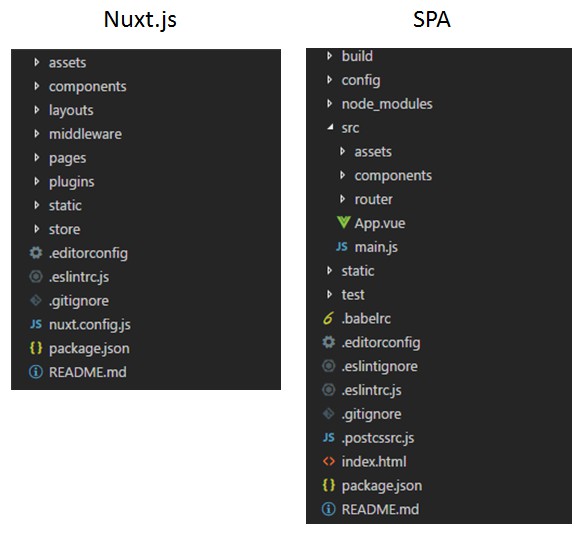 Nuxt.js
assets
components
layouts
middleware
pages
plugins
static
store
.editorconfig
.eslintrc.js
.gitignore
JS nuxt.config.js
{} package.json
README.md
SPA
build
config
node_modules
src
assets
components
router
App.vue
JS main.js
static
test
.babelrc
.editorconfig
.eslintignore
.eslintrc.js
.gitignore
JS .postcssrc.js
<> index.html
{} package.json
README.md